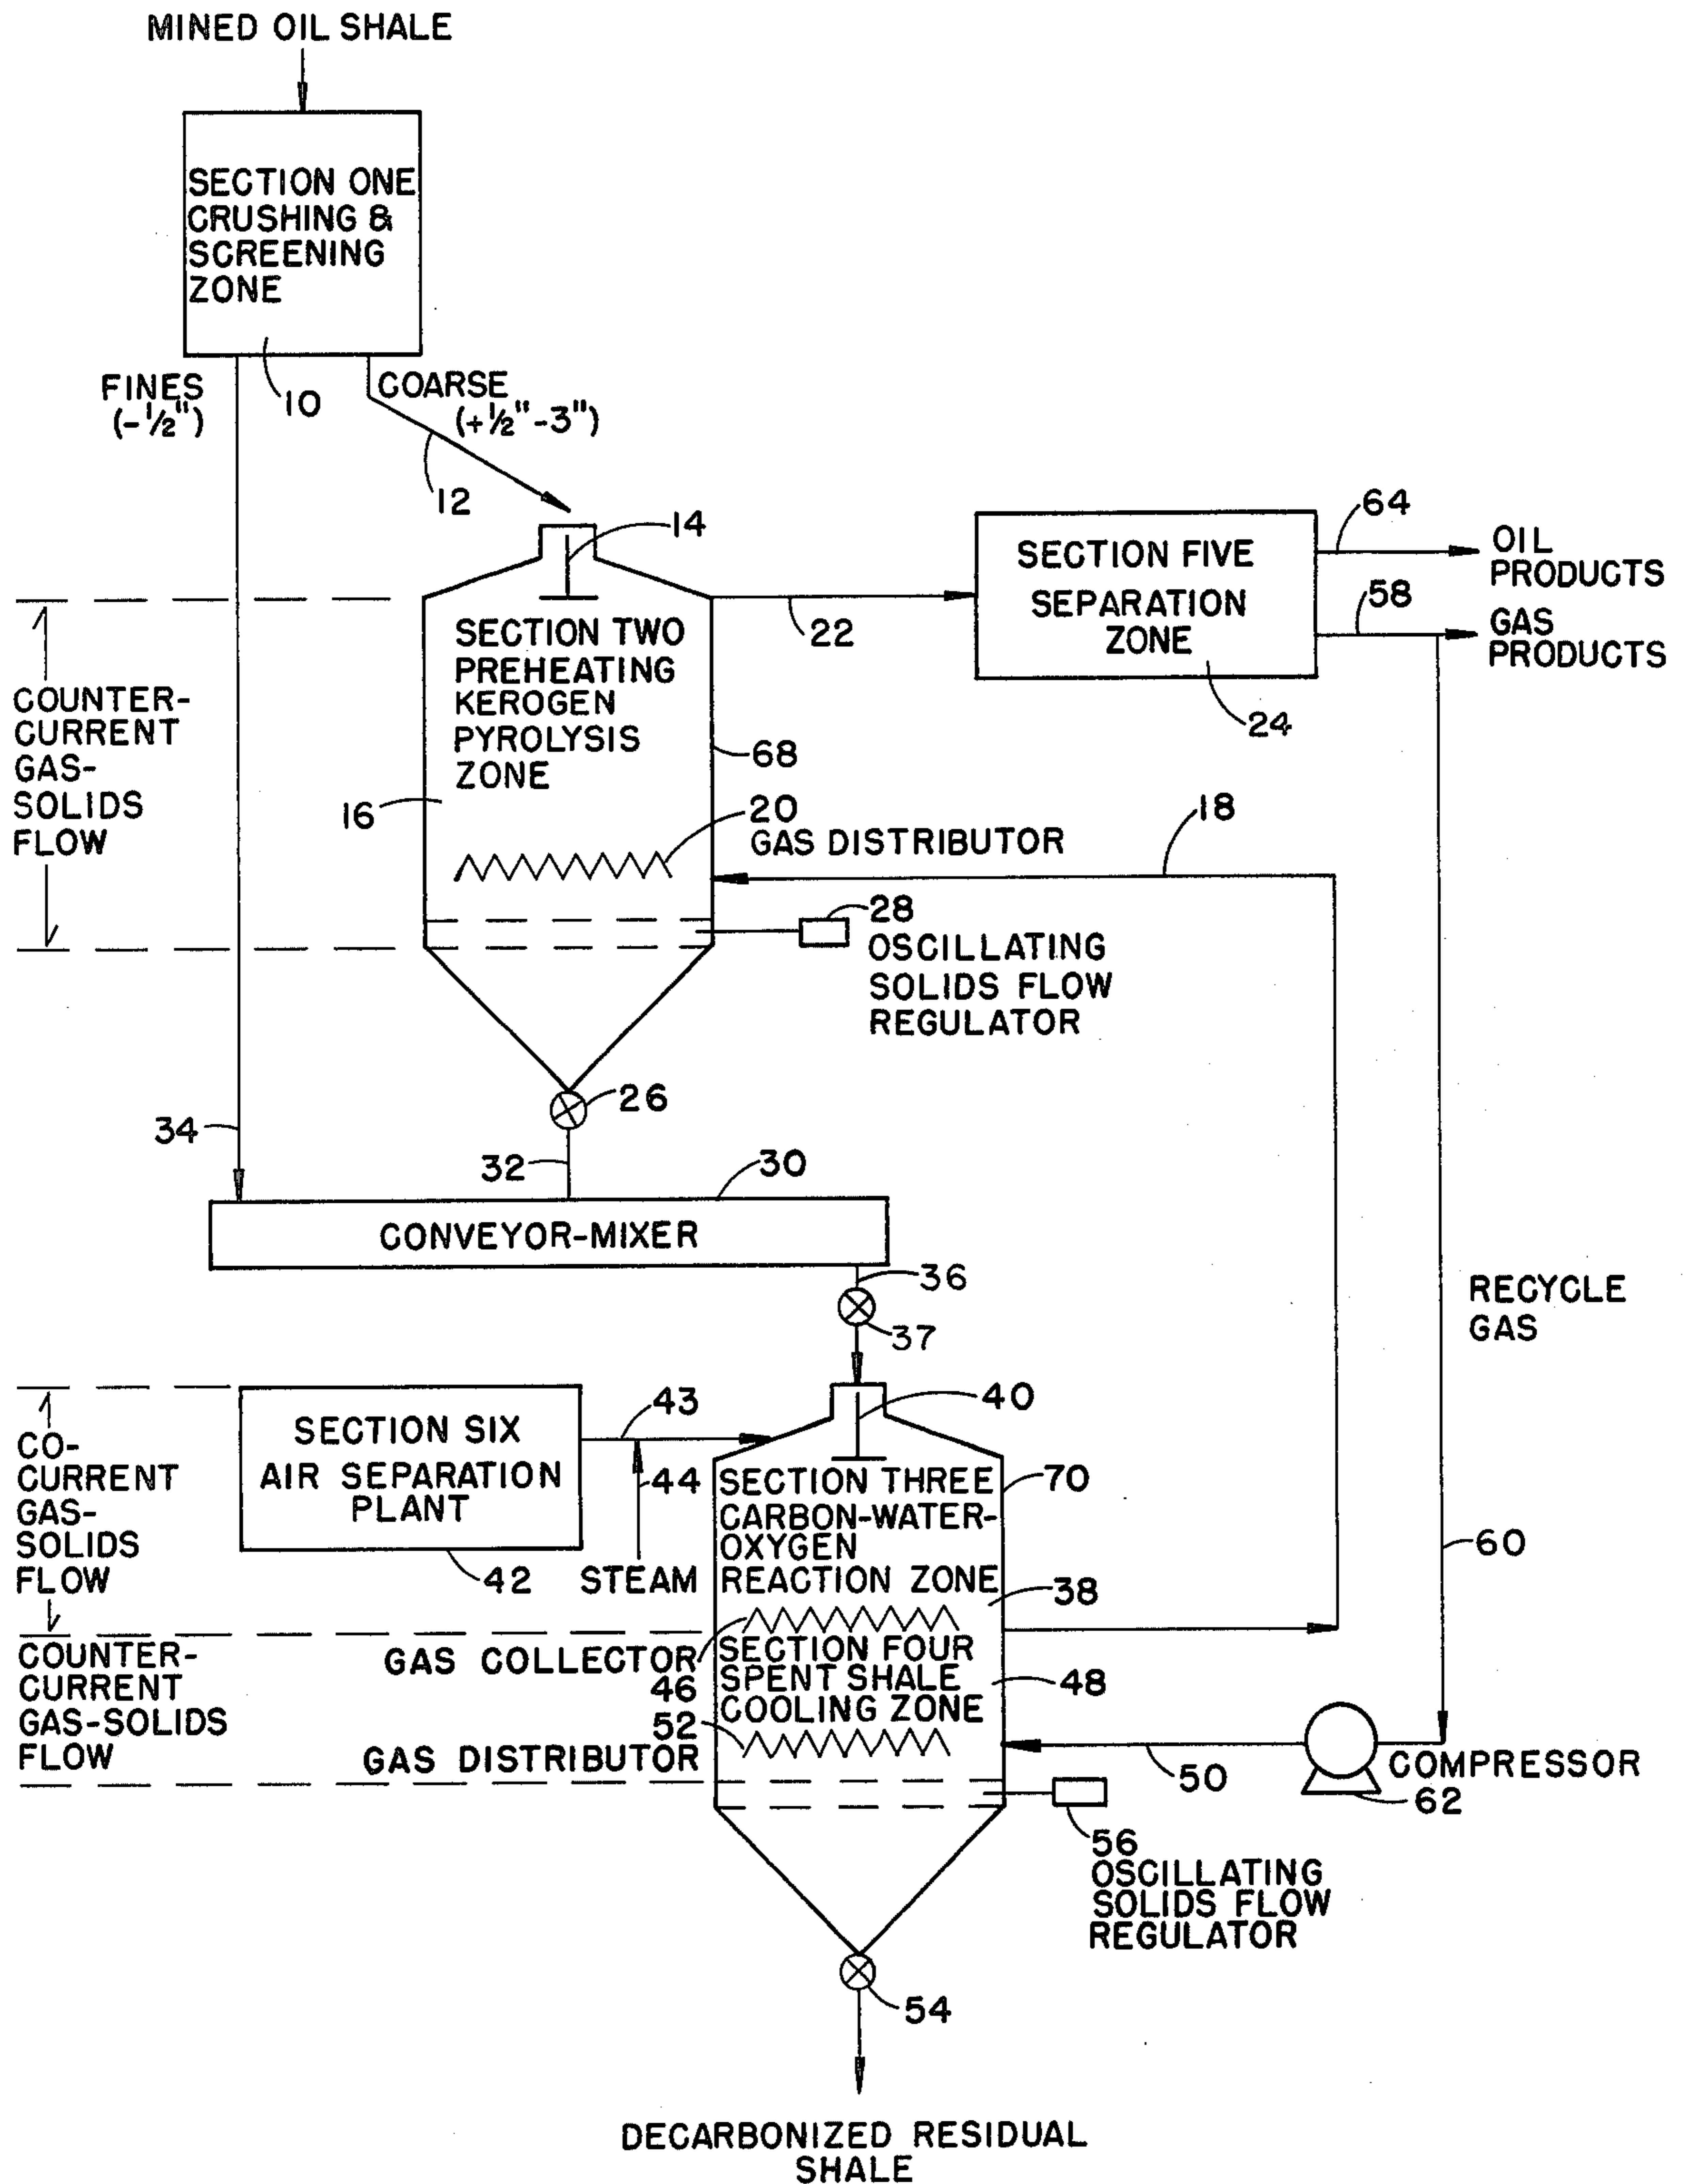 MINED OIL SHALE
SECTION ONE
CRUSHING &
SCREENING
ZONE
10
FINES
(-½")
COARSE
(+½"-3")
12
14
64
OIL
PRODUCTS
SECTION FIVE
SEPARATION
ZONE
58
GAS
PRODUCTS
22
24
SECTION TWO
PREHEATING
KEROGEN
PYROLYSIS
ZONE
COUNTER-
CURRENT
GAS-
SOLIDS
FLOW
68
16
20
GAS DISTRIBUTOR
18
28
OSCILLATING
SOLIDS FLOW
REGULATOR
26
34
32
30
CONVEYOR-MIXER
36
37
RECYCLE
GAS
40
43
SECTION SIX
AIR SEPARATION
PLANT
42
44
STEAM
CO-
CURRENT
GAS-
SOLIDS
FLOW
SECTION THREE
CARBON-WATER-
OXYGEN
REACTION ZONE
70
38
60
COUNTER-
CURRENT
GAS-SOLIDS
FLOW
GAS COLLECTOR
46
SECTION FOUR
SPENT SHALE
COOLING ZONE
48
52
GAS DISTRIBUTOR
50
COMPRESSOR
62
56
OSCILLATING
SOLIDS FLOW
REGULATOR
54
DECARBONIZED RESIDUAL
SHALE